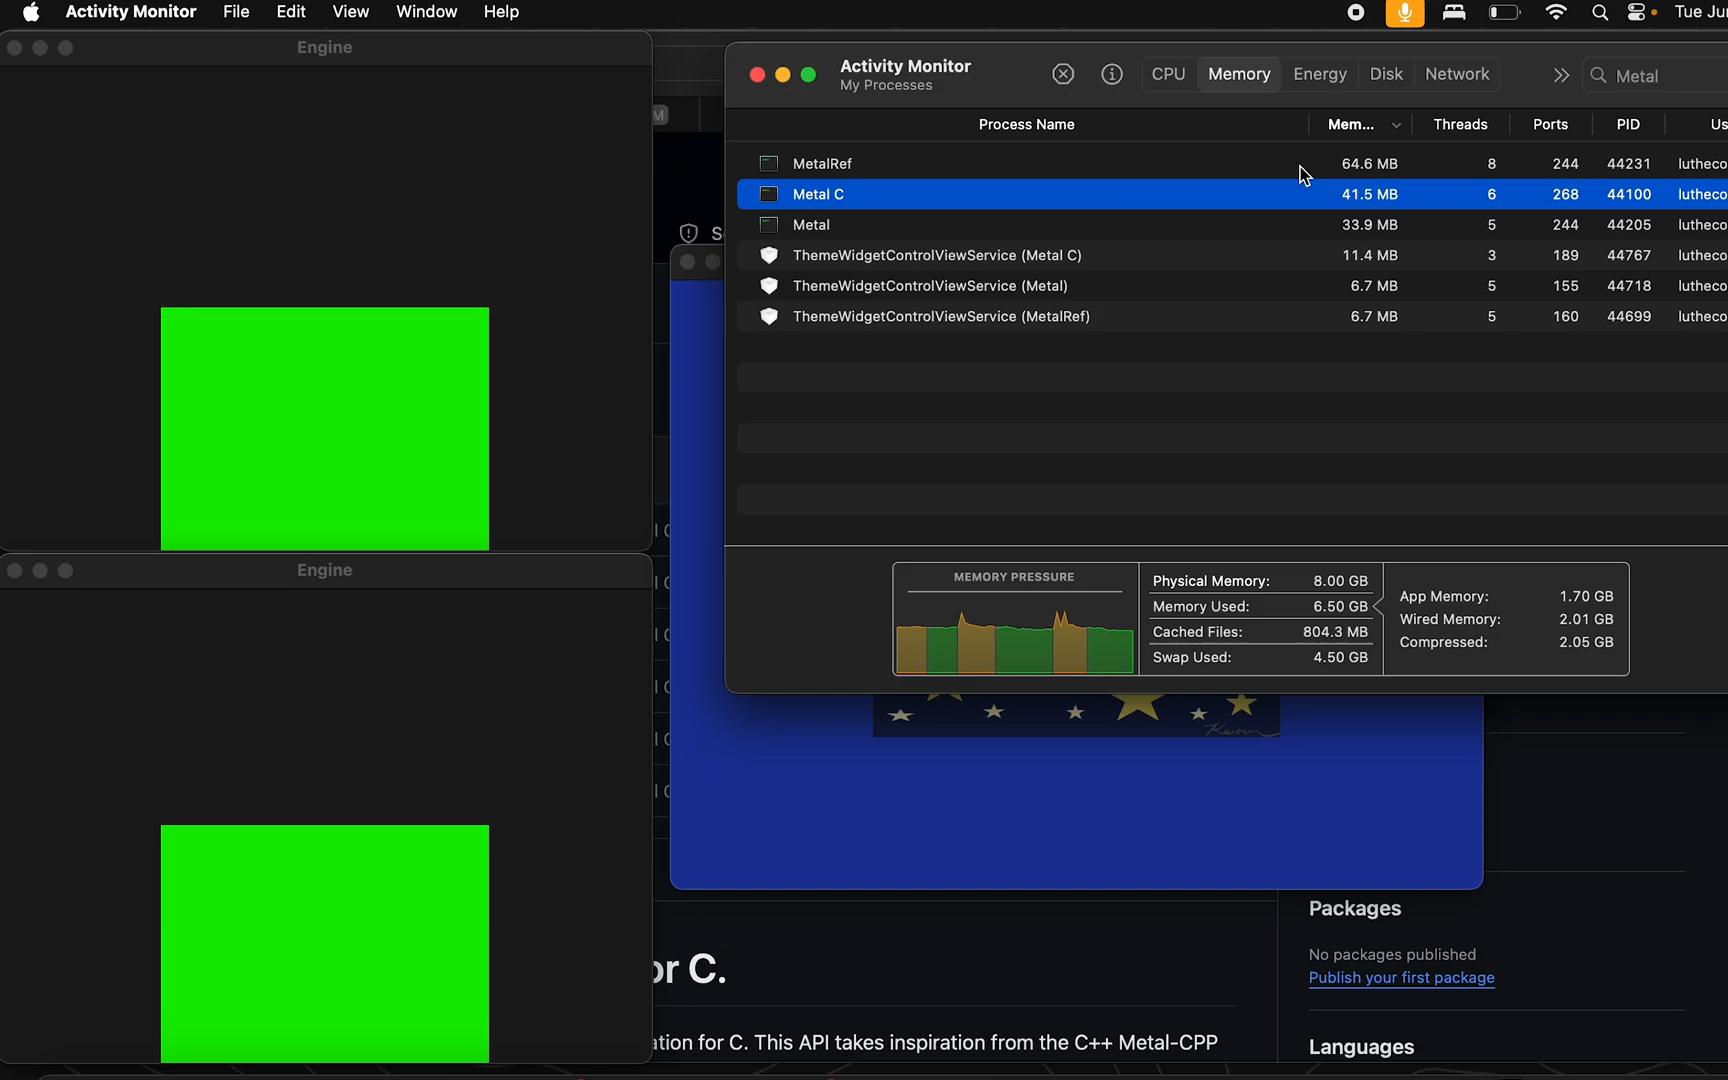 Activity Monitor File Edit View Window Help Tue Jun
Engine
Activity Monitor
My Processes
CPU Memory Energy Disk Network
Metal
M
Process Name Mem... Threads Ports PID Us
MetalRef 64.6 MB 8 244 44231 lutheco
Metal C 41.5 MB 6 268 44100 lutheco
Metal 33.9 MB 5 244 44205 lutheco
ThemeWidgetControlViewService (Metal C) 11.4 MB 3 189 44767 lutheco
ThemeWidgetControlViewService (Metal) 6.7 MB 5 155 44718 lutheco
ThemeWidgetControlViewService (MetalRef) 6.7 MB 5 160 44699 lutheco
MEMORY PRESSURE
Physical Memory: 8.00 GB
Memory Used: 6.50 GB
Cached Files: 804.3 MB
Swap Used: 4.50 GB
App Memory: 1.70 GB
Wired Memory: 2.01 GB
Compressed: 2.05 GB
Engine
Packages
No packages published
Publish your first package
or C.
ation for C. This API takes inspiration from the C++ Metal-CPP
Languages